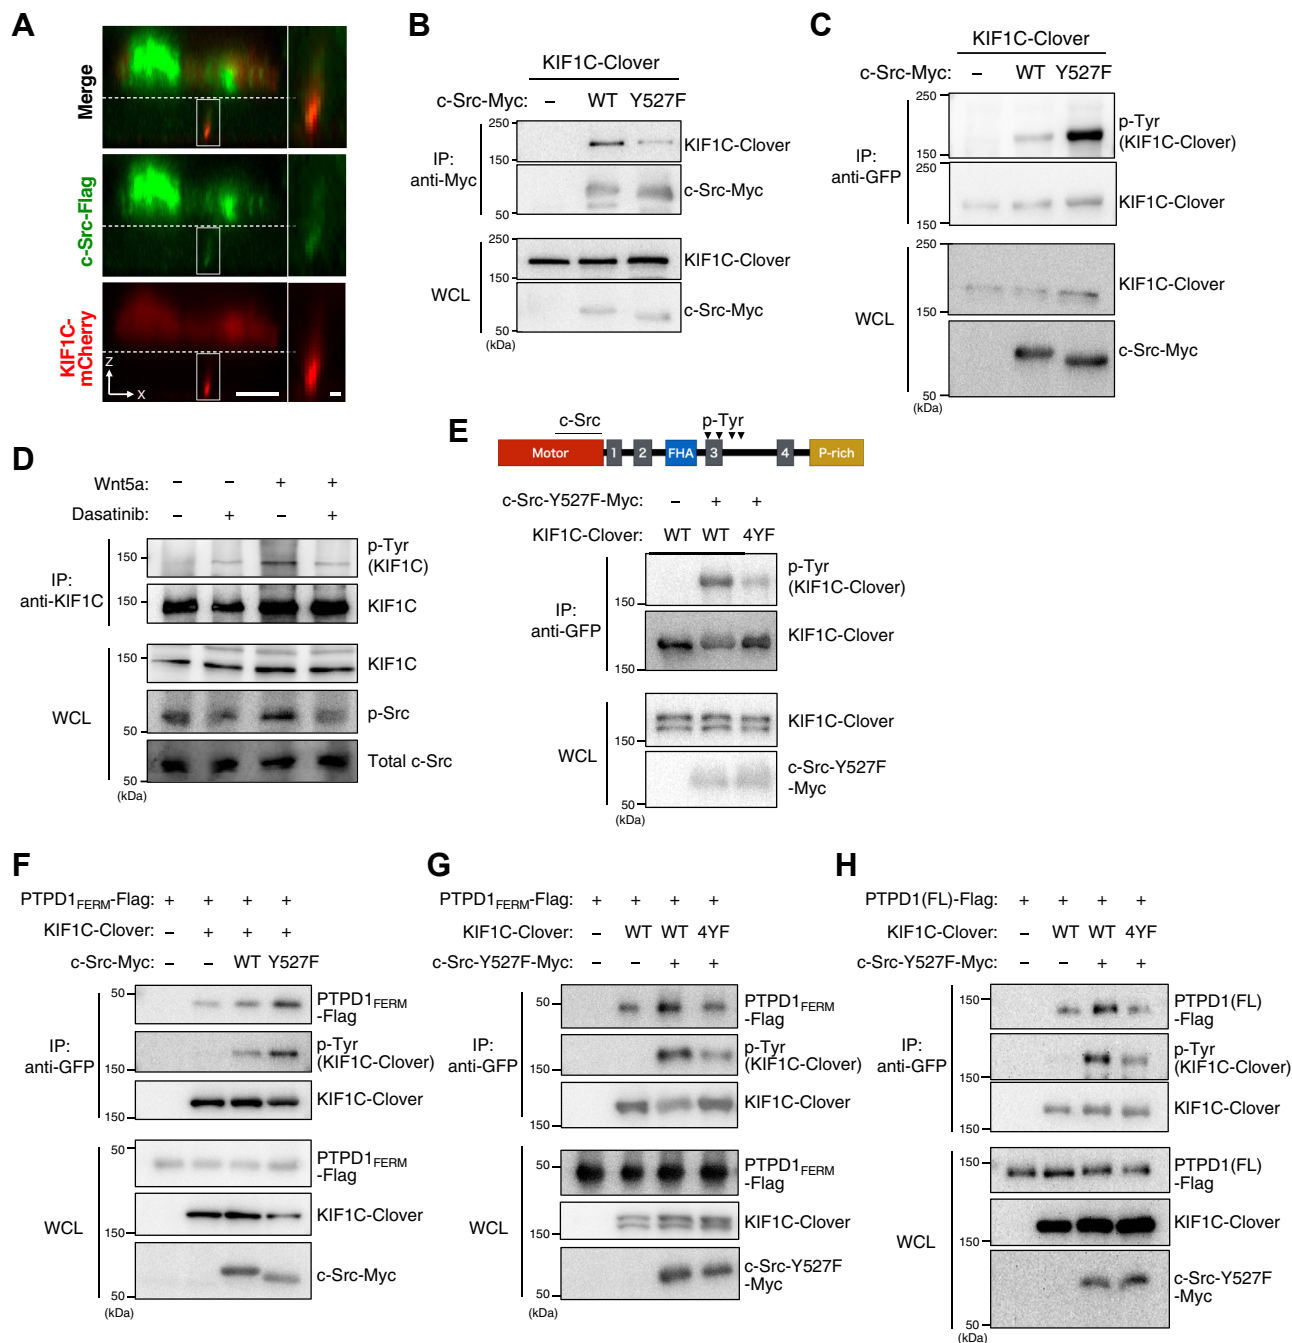 A
Merge
c-Src-Flag
KIF1C-
mCherry
Z
X
B
KIF1C-Clover
c-Src-Myc: – WT Y527F
IP:
anti-Myc
250
150
KIF1C-Clover
50
c-Src-Myc
WCL
250
150
KIF1C-Clover
50
c-Src-Myc
(kDa)
C
KIF1C-Clover
c-Src-Myc: – WT Y527F
IP:
anti-GFP
250
150
p-Tyr
(KIF1C-Clover)
250
150
KIF1C-Clover
WCL
250
150
KIF1C-Clover
50
c-Src-Myc
(kDa)
D
Wnt5a: – – + +
Dasatinib: – + – +
IP:
anti-KIF1C
150
p-Tyr
(KIF1C)
150
KIF1C
WCL
150
KIF1C
50
p-Src
50
Total c-Src
(kDa)
E
c-Src
p-Tyr
Motor 1 2 FHA 3 4 P-rich
c-Src-Y527F-Myc: – + +
KIF1C-Clover: WT WT 4YF
IP:
anti-GFP
150
p-Tyr
(KIF1C-Clover)
150
KIF1C-Clover
WCL
150
KIF1C-Clover
50
c-Src-Y527F
-Myc
(kDa)
F
PTPD1FERM-Flag: + + + +
KIF1C-Clover: – + + +
c-Src-Myc: – – WT Y527F
IP:
anti-GFP
50
PTPD1FERM
-Flag
150
p-Tyr
(KIF1C-Clover)
150
KIF1C-Clover
WCL
50
PTPD1FERM
-Flag
150
KIF1C-Clover
50
c-Src-Myc
(kDa)
G
PTPD1FERM-Flag: + + + +
KIF1C-Clover: – WT WT 4YF
c-Src-Y527F-Myc: – – + +
IP:
anti-GFP
50
PTPD1FERM
-Flag
150
p-Tyr
(KIF1C-Clover)
150
KIF1C-Clover
WCL
50
PTPD1FERM
-Flag
150
KIF1C-Clover
50
c-Src-Y527F
-Myc
(kDa)
H
PTPD1(FL)-Flag: + + + +
KIF1C-Clover: – WT WT 4YF
c-Src-Y527F-Myc: – – + +
IP:
anti-GFP
150
PTPD1(FL)
-Flag
150
p-Tyr
(KIF1C-Clover)
150
KIF1C-Clover
WCL
150
PTPD1(FL)
-Flag
150
KIF1C-Clover
50
c-Src-Y527F
-Myc
(kDa)